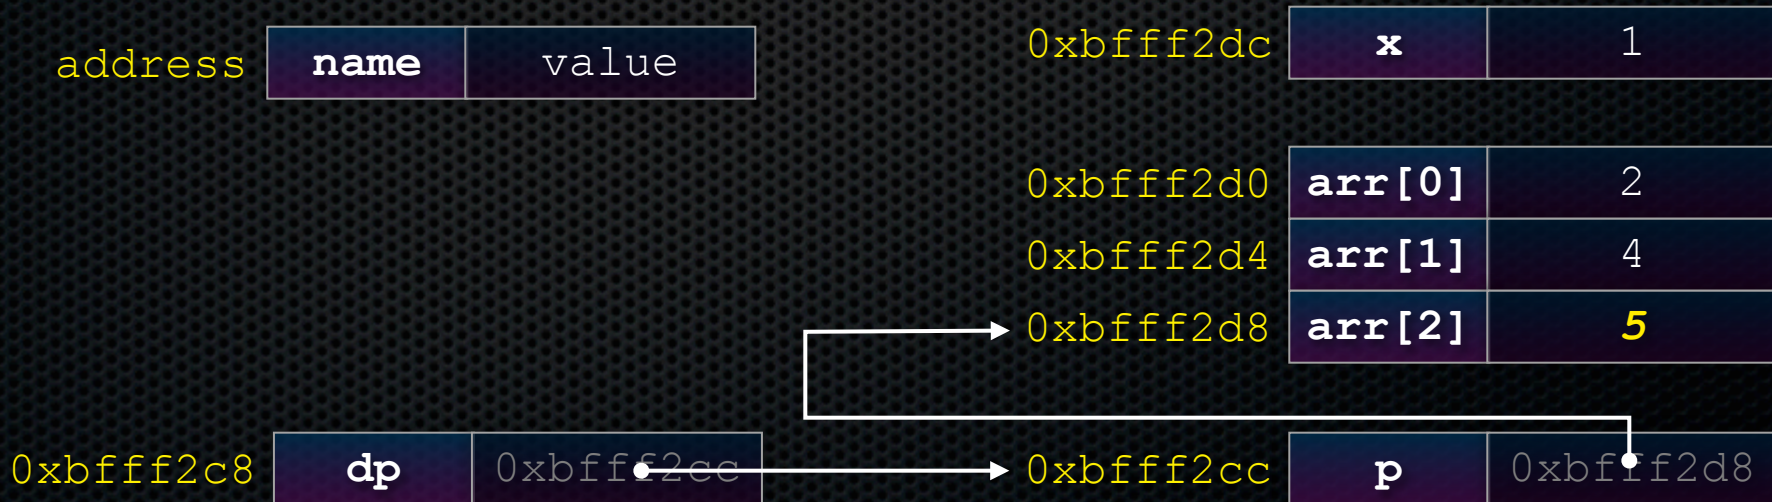 address name value
0xbfff2dc x 1
0xbfff2d0 arr[0] 2
0xbfff2d4 arr[1] 4
0xbfff2d8 arr[2] 5
0xbfff2c8 dp 0xbfff2cc 0xbfff2cc p 0xbfff2d8